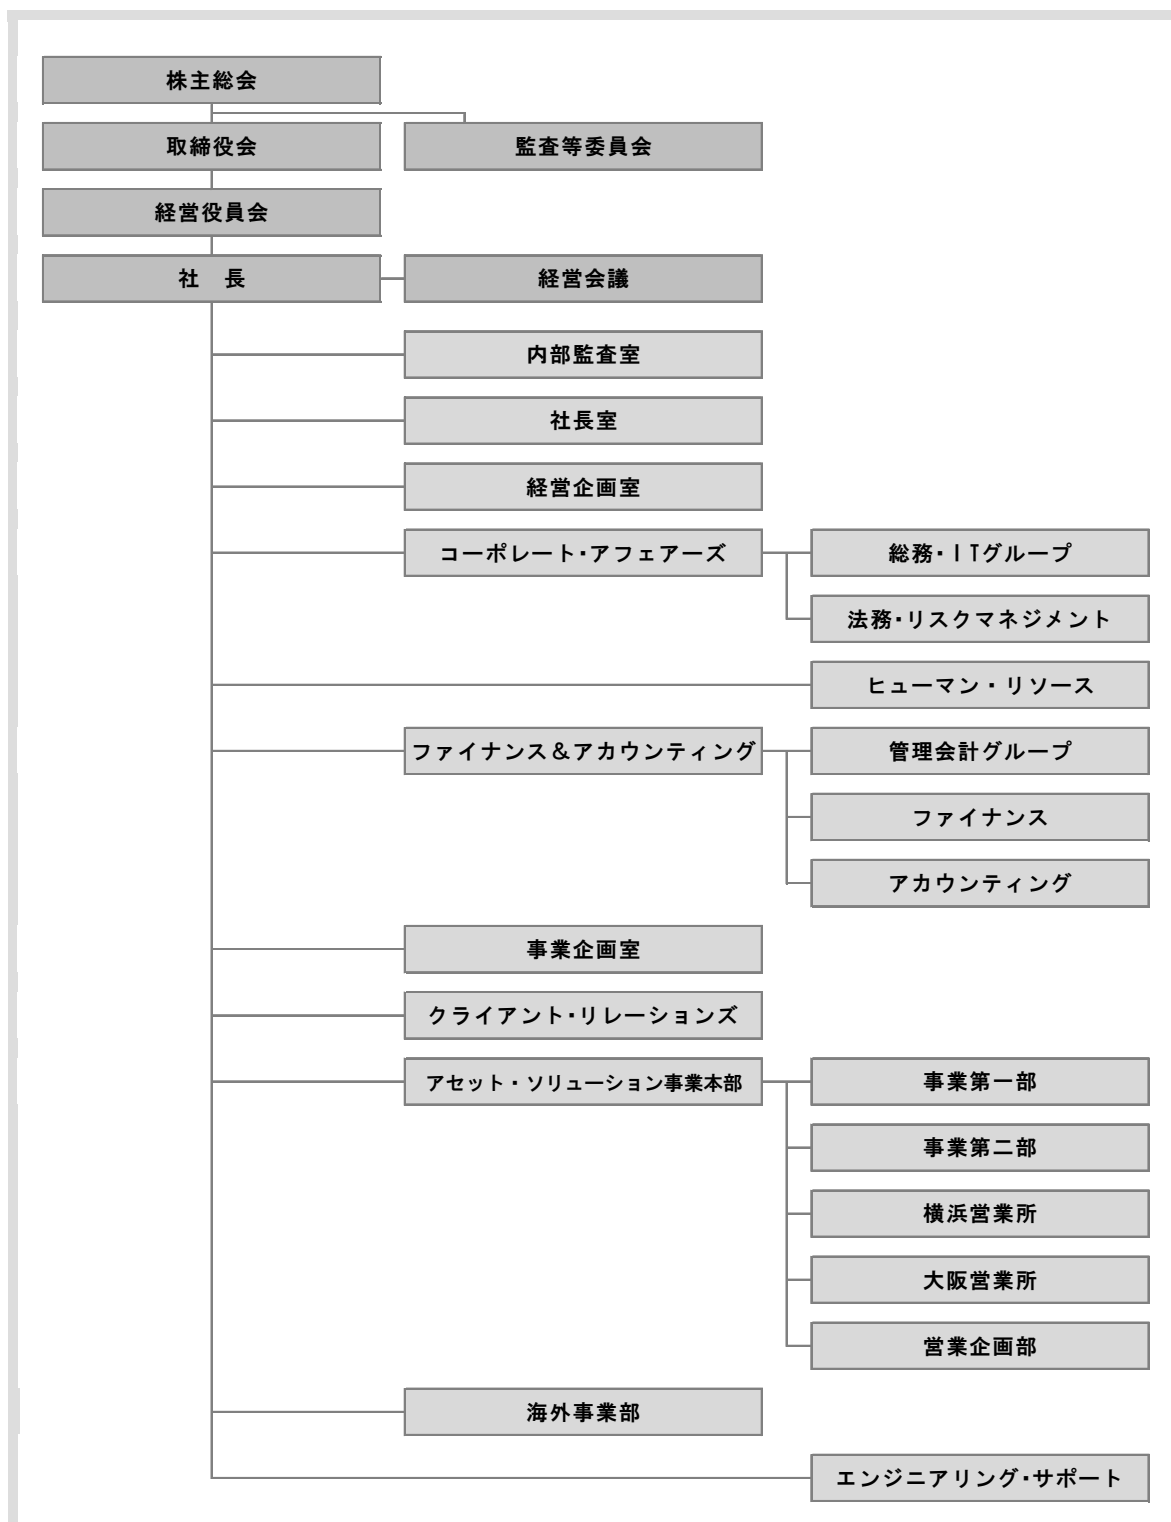 株主総会
取締役会
監査等委員会
経営役員会
社　長
経営会議
内部監査室
社長室
経営企画室
コーポレート・アフェアーズ
総務・ITグループ
法務・リスクマネジメント
ヒューマン・リソース
ファイナンス＆アカウンティング
管理会計グループ
ファイナンス
アカウンティング
事業企画室
クライアント・リレーションズ
アセット・ソリューション事業本部
事業第一部
事業第二部
横浜営業所
大阪営業所
営業企画部
海外事業部
エンジニアリング・サポート